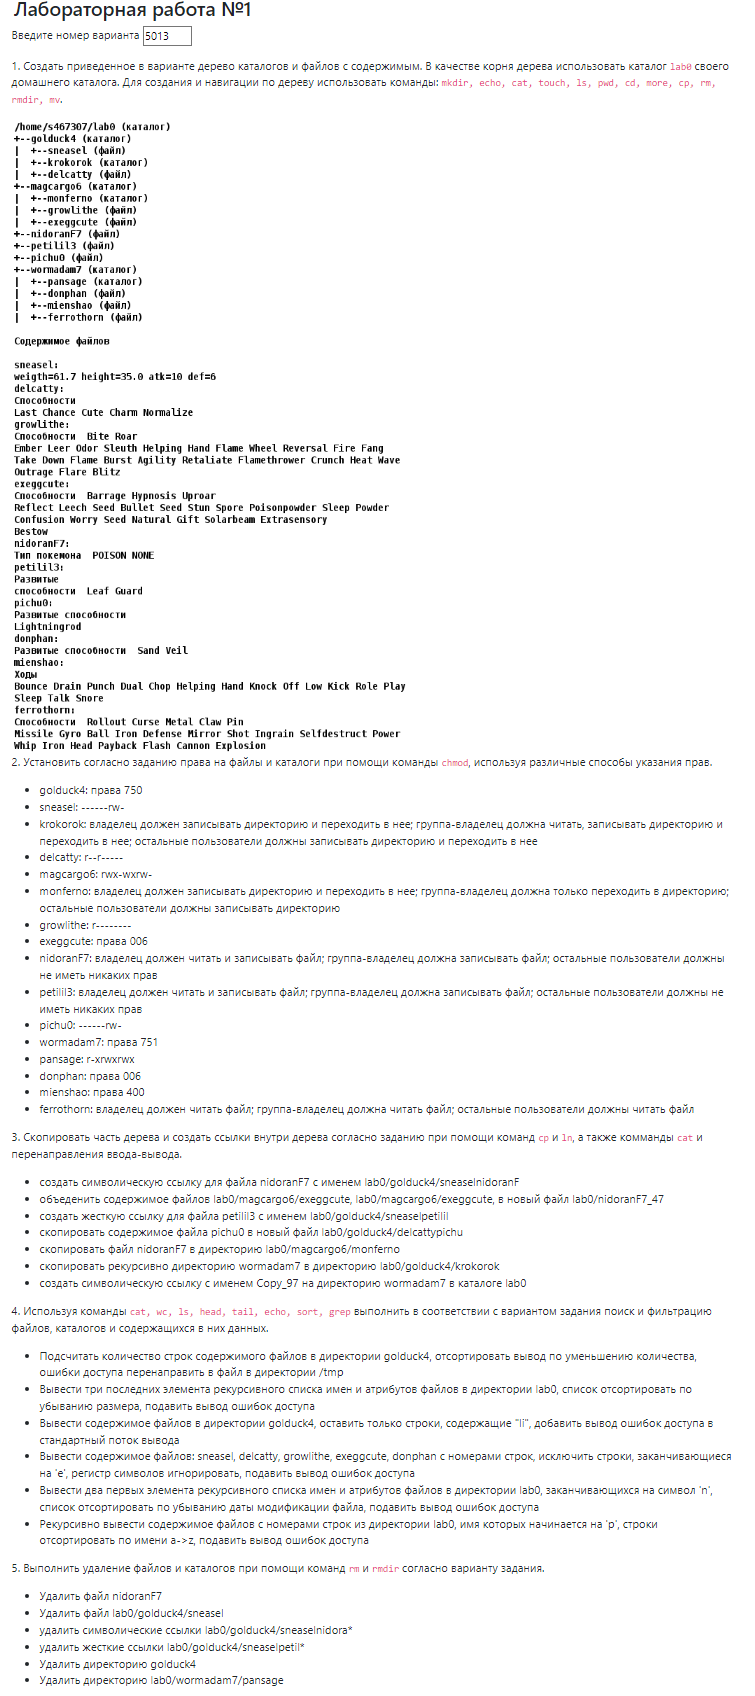 Лабораторная работа №1
Введите номер варианта 5013
1. Создать приведенное в варианте дерево каталогов и файлов с содержимым. В качестве корня дерева использовать каталог lab0 своего
домашнего каталога. Для создания и навигации по дереву использовать команды: mkdir, echo, cat, touch, ls, pwd, cd, more, cp, rm,
rmdir, mv.
/home/s467307/lab0 (каталог)
+--golduck4 (каталог)
|  +--sneasel (файл)
|  +--krokorok (каталог)
|  +--delcatty (файл)
+--magcargo6 (каталог)
|  +--monferno (каталог)
|  +--growlithe (файл)
|  +--exeggcute (файл)
+--nidoranF7 (файл)
+--petilil3 (файл)
+--pichu0 (файл)
+--wormadam7 (каталог)
|  +--pansage (каталог)
|  +--donphan (файл)
|  +--mienshao (файл)
|  +--ferrothorn (файл)
Содержимое файлов
sneasel:
weigth=61.7 height=35.0 atk=10 def=6
delcatty:
Способности
Last Chance Cute Charm Normalize
growlithe:
Способности  Bite Roar
Ember Leer Odor Sleuth Helping Hand Flame Wheel Reversal Fire Fang
Take Down Flame Burst Agility Retaliate Flamethrower Crunch Heat Wave
Outrage Flare Blitz
exeggcute:
Способности  Barrage Hypnosis Uproar
Reflect Leech Seed Bullet Seed Stun Spore Poisonpowder Sleep Powder
Confusion Worry Seed Natural Gift Solarbeam Extrasensory
Bestow
nidoranF7:
Тип покемона  POISON NONE
petilil3:
Развитые
способности  Leaf Guard
pichu0:
Развитые способности
Lightningrod
donphan:
Развитые способности  Sand Veil
mienshao:
Ходы
Bounce Drain Punch Dual Chop Helping Hand Knock Off Low Kick Role Play
Sleep Talk Snore
ferrothorn:
Способности  Rollout Curse Metal Claw Pin
Missile Gyro Ball Iron Defense Mirror Shot Ingrain Selfdestruct Power
Whip Iron Head Payback Flash Cannon Explosion
2. Установить согласно заданию права на файлы и каталоги при помощи команды chmod, используя различные способы указания прав.
• golduck4: права 750
• sneasel: ------rw-
• krokorok: владелец должен записывать директорию и переходить в нее; группа-владелец должна читать, записывать директорию и
переходить в нее; остальные пользователи должны записывать директорию и переходить в нее
• delcatty: r--r-----
• magcargo6: rwx-wxrw-
• monferno: владелец должен записывать директорию и переходить в нее; группа-владелец должна только переходить в директорию;
остальные пользователи должны записывать директорию
• growlithe: r--------
• exeggcute: права 006
• nidoranF7: владелец должен читать и записывать файл; группа-владелец должна записывать файл; остальные пользователи должны
не иметь никаких прав
• petilil3: владелец должен читать и записывать файл; группа-владелец должна записывать файл; остальные пользователи должны не
иметь никаких прав
• pichu0: ------rw-
• wormadam7: права 751
• pansage: r-xrwxrwx
• donphan: права 006
• mienshao: права 400
• ferrothorn: владелец должен читать файл; группа-владелец должна читать файл; остальные пользователи должны читать файл
3. Скопировать часть дерева и создать ссылки внутри дерева согласно заданию при помощи команд cp и ln, а также комманды cat и
перенаправления ввода-вывода.
• создать символическую ссылку для файла nidoranF7 с именем lab0/golduck4/sneaselnidoranF
• объеденить содержимое файлов lab0/magcargo6/exeggcute, lab0/magcargo6/exeggcute, в новый файл lab0/nidoranF7_47
• создать жесткую ссылку для файла petilil3 с именем lab0/golduck4/sneaselpetilil
• скопировать содержимое файла pichu0 в новый файл lab0/golduck4/delcattypichu
• скопировать файл nidoranF7 в директорию lab0/magcargo6/monferno
• скопировать рекурсивно директорию wormadam7 в директорию lab0/golduck4/krokorok
• создать символическую ссылку с именем Copy_97 на директорию wormadam7 в каталоге lab0
4. Используя команды cat, wc, ls, head, tail, echo, sort, grep выполнить в соответствии с вариантом задания поиск и фильтрацию
файлов, каталогов и содержащихся в них данных.
• Подсчитать количество строк содержимого файлов в директории golduck4, отсортировать вывод по уменьшению количества,
ошибки доступа перенаправить в файл в директории /tmp
• Вывести три последних элемента рекурсивного списка имен и атрибутов файлов в директории lab0, список отсортировать по
убыванию размера, подавить вывод ошибок доступа
• Вывести содержимое файлов в директории golduck4, оставить только строки, содержащие "li", добавить вывод ошибок доступа в
стандартный поток вывода
• Вывести содержимое файлов: sneasel, delcatty, growlithe, exeggcute, donphan с номерами строк, исключить строки, заканчивающиеся
на 'e', регистр символов игнорировать, подавить вывод ошибок доступа
• Вывести два первых элемента рекурсивного списка имен и атрибутов файлов в директории lab0, заканчивающихся на символ 'n',
список отсортировать по убыванию даты модификации файла, подавить вывод ошибок доступа
• Рекурсивно вывести содержимое файлов с номерами строк из директории lab0, имя которых начинается на 'p', строки
отсортировать по имени a->z, подавить вывод ошибок доступа
5. Выполнить удаление файлов и каталогов при помощи команд rm и rmdir согласно варианту задания.
• Удалить файл nidoranF7
• Удалить файл lab0/golduck4/sneasel
• удалить символические ссылки lab0/golduck4/sneaselnidora*
• удалить жесткие ссылки lab0/golduck4/sneaselpetil*
• Удалить директорию golduck4
• Удалить директорию lab0/wormadam7/pansage